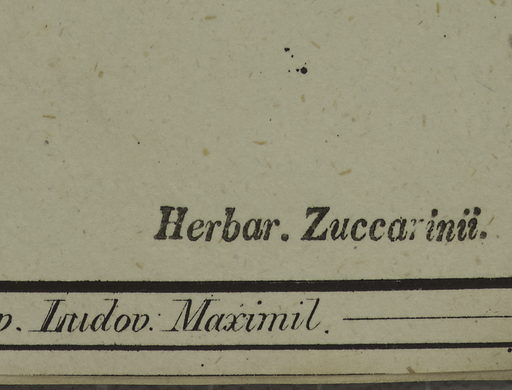 Herbar. Zuccarinii.
p. Ludov. Maximil.